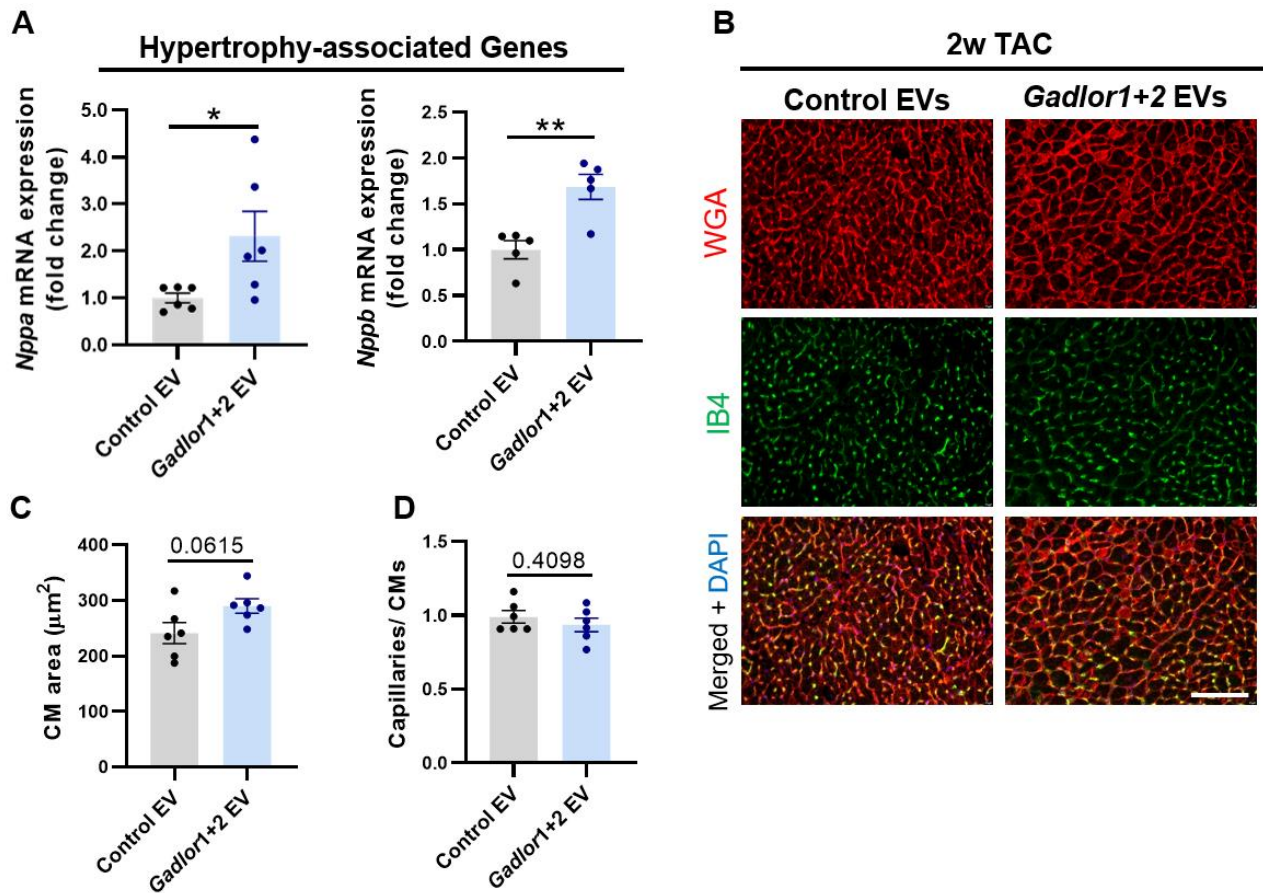 A
Hypertrophy-associated Genes
Nppa mRNA expression
(fold change)
5.0
4.0
3.0
2.0
1.0
0.0
*
Control EV
Gadlor1+2 EV
Nppb mRNA expression
(fold change)
2.5
2.0
1.5
1.0
0.5
0.0
**
Control EV
Gadlor1+2 EV
B
2w TAC
Control EVs
Gadlor1+2 EVs
WGA
IB4
Merged + DAPI
C
CM area (µm2)
400
300
200
100
0
0.0615
Control EV
Gadlor1+2 EV
D
Capillaries/ CMs
1.5
1.0
0.5
0.0
0.4098
Control EV
Gadlor1+2 EV